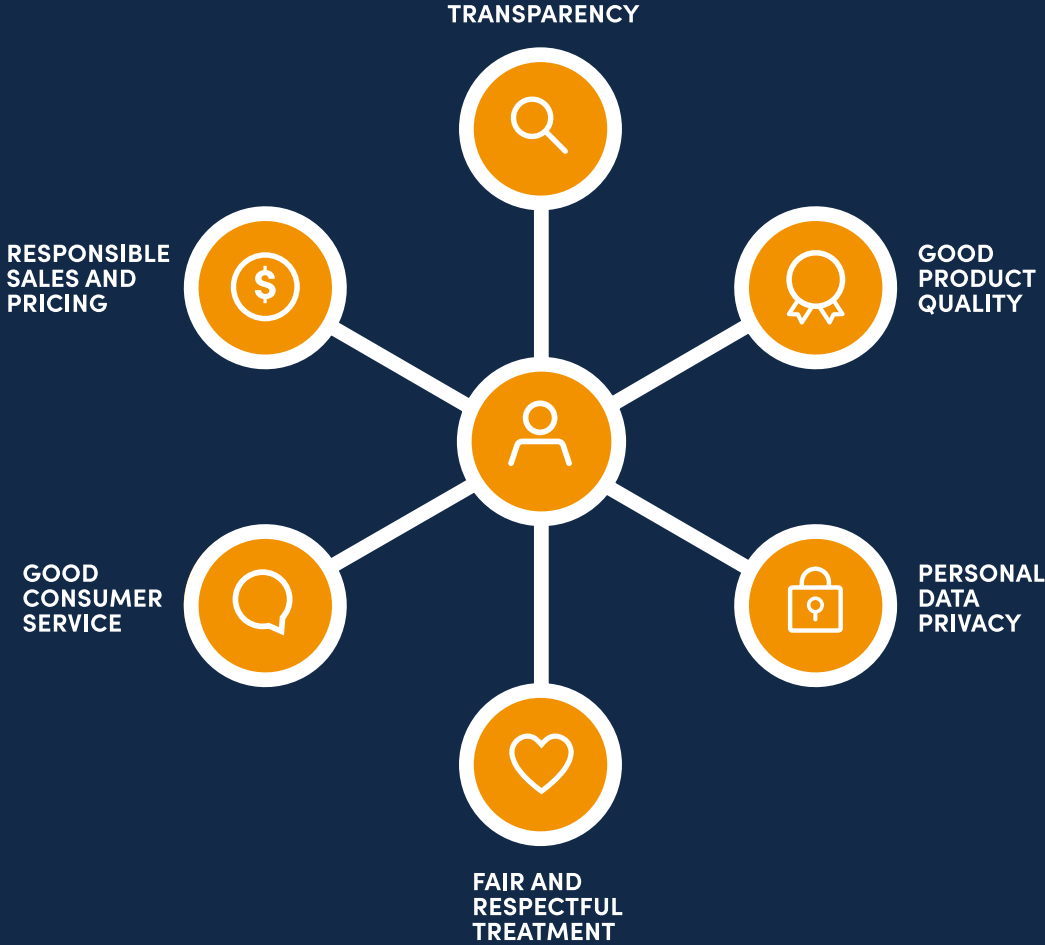 TRANSPARENCY
RESPONSIBLE
SALES AND
PRICING
$
GOOD
PRODUCT
QUALITY
GOOD
CONSUMER
SERVICE
PERSONAL
DATA
PRIVACY
FAIR AND
RESPECTFUL
TREATMENT